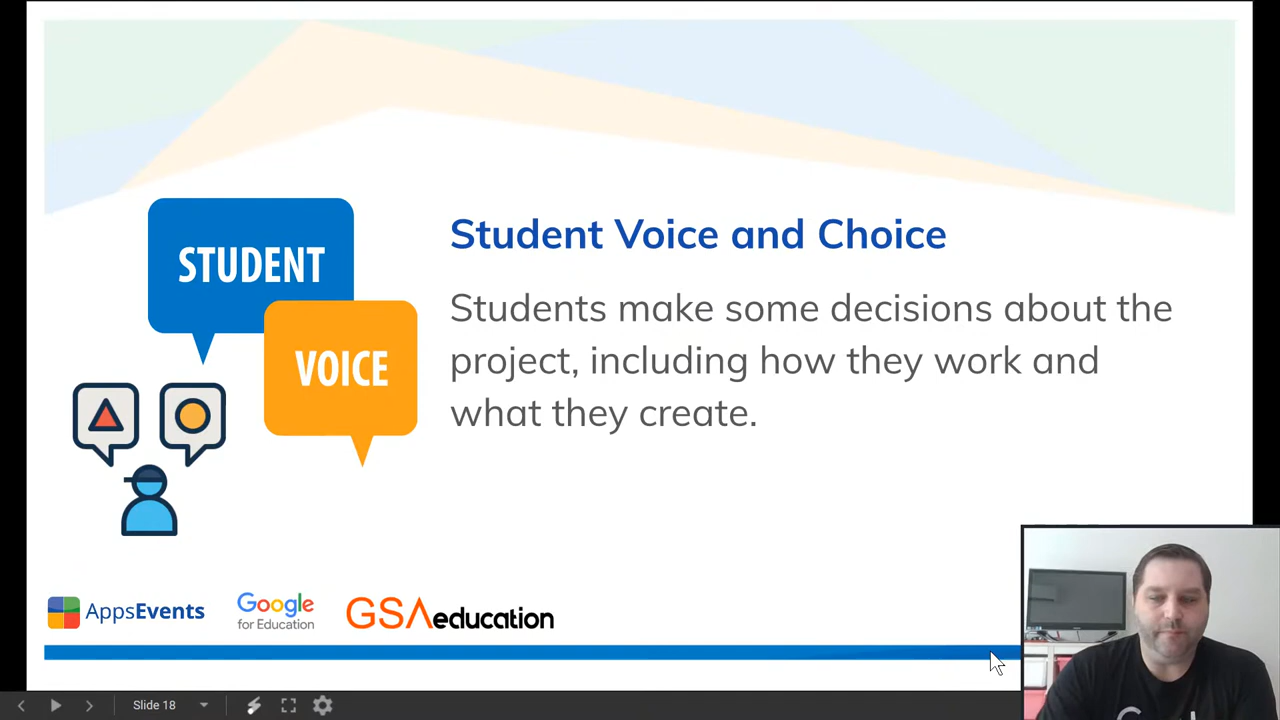 STUDENT
VOICE
Student Voice and Choice
Students make some decisions about the
project, including how they work and
what they create.
AppsEvents
Google
for Education
GSΛeducation
Slide 18